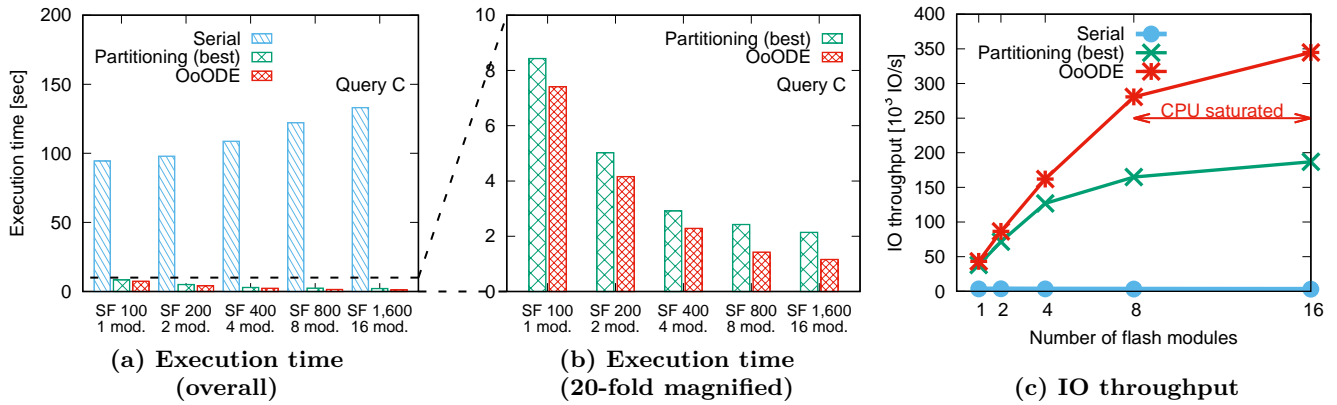 200
150
100
50
0
Execution time [sec]
Serial
Partitioning (best)
OoODE
Query C
SF 100
1 mod.
SF 200
2 mod.
SF 400
4 mod.
SF 800
8 mod.
SF 1,600
16 mod.
(a) Execution time
(overall)
10
8
6
4
2
0
Partitioning (best)
OoODE
Query C
SF 100
1 mod.
SF 200
2 mod.
SF 400
4 mod.
SF 800
8 mod.
SF 1,600
16 mod.
(b) Execution time
(20-fold magnified)
400
350
300
250
200
150
100
50
0
IO throughput [10³ IO/s]
Serial
Partitioning (best)
OoODE
CPU saturated
1 2 4 8 16
Number of flash modules
(c) IO throughput